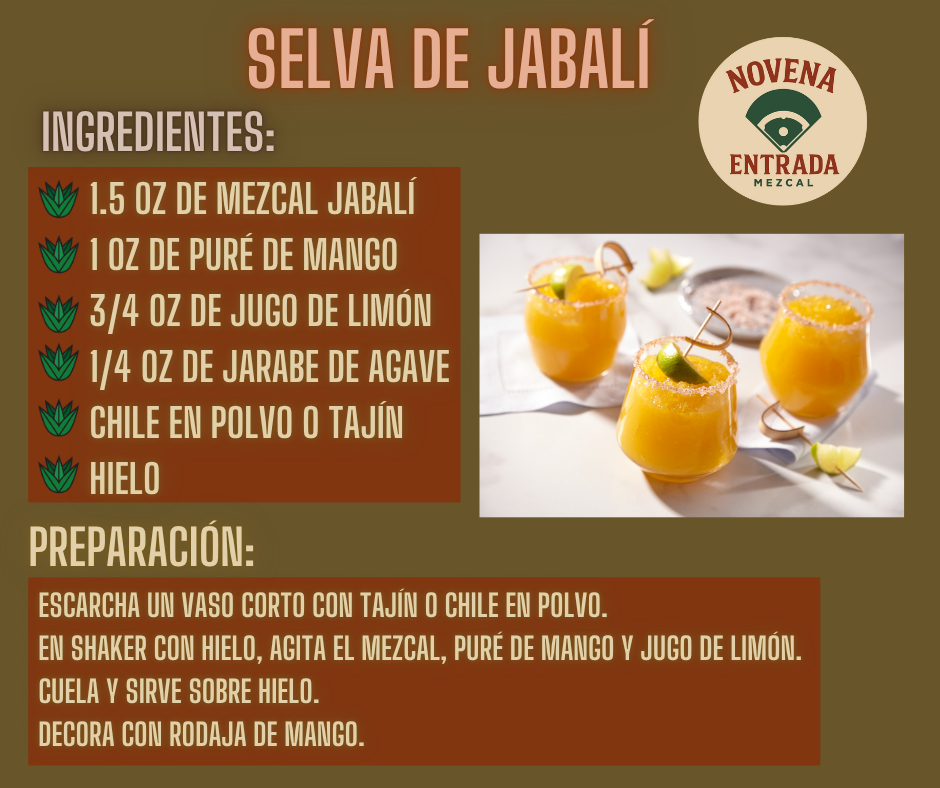 SELVA DE JABALÍ
NOVENA
ENTRADA
MEZCAL
INGREDIENTES:
1.5 OZ DE MEZCAL JABALÍ
1 OZ DE PURÉ DE MANGO
3/4 OZ DE JUGO DE LIMÓN
1/4 OZ DE JARABE DE AGAVE
CHILE EN POLVO O TAJÍN
HIELO
PREPARACIÓN:
ESCARCHA UN VASO CORTO CON TAJÍN O CHILE EN POLVO.
EN SHAKER CON HIELO, AGITA EL MEZCAL, PURÉ DE MANGO Y JUGO DE LIMÓN.
CUELA Y SIRVE SOBRE HIELO.
DECORA CON RODAJA DE MANGO.